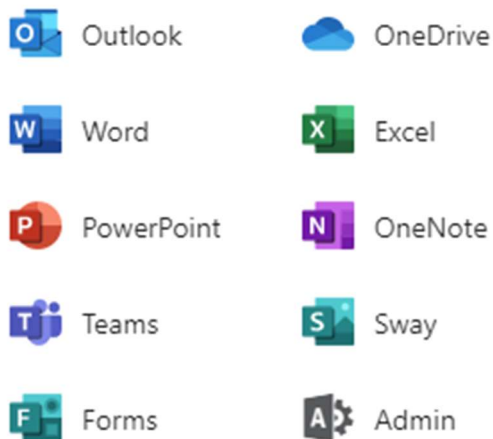 O Outlook OneDrive
W Word X Excel
P PowerPoint N OneNote
T Teams S Sway
F Forms A Admin